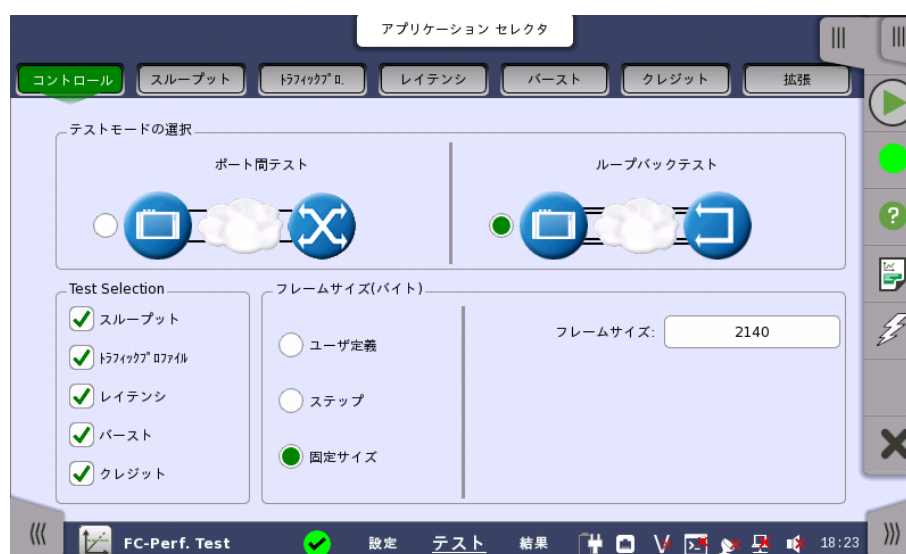 アプリケーション セレクタ
コントロール スループット ﾄﾗﾌｨｯｸﾌﾟﾛ. レイテンシ バースト クレジット 拡張
テストモードの選択
ポート間テスト ループバックテスト
Test Selection
スループット
ﾄﾗﾌｨｯｸﾌﾟﾛﾌｧｲﾙ
レイテンシ
バースト
クレジット
フレームサイズ(バイト)
ユーザ定義
ステップ
固定サイズ
フレームサイズ: 2140
FC-Perf. Test 設定 テスト 結果 18:23